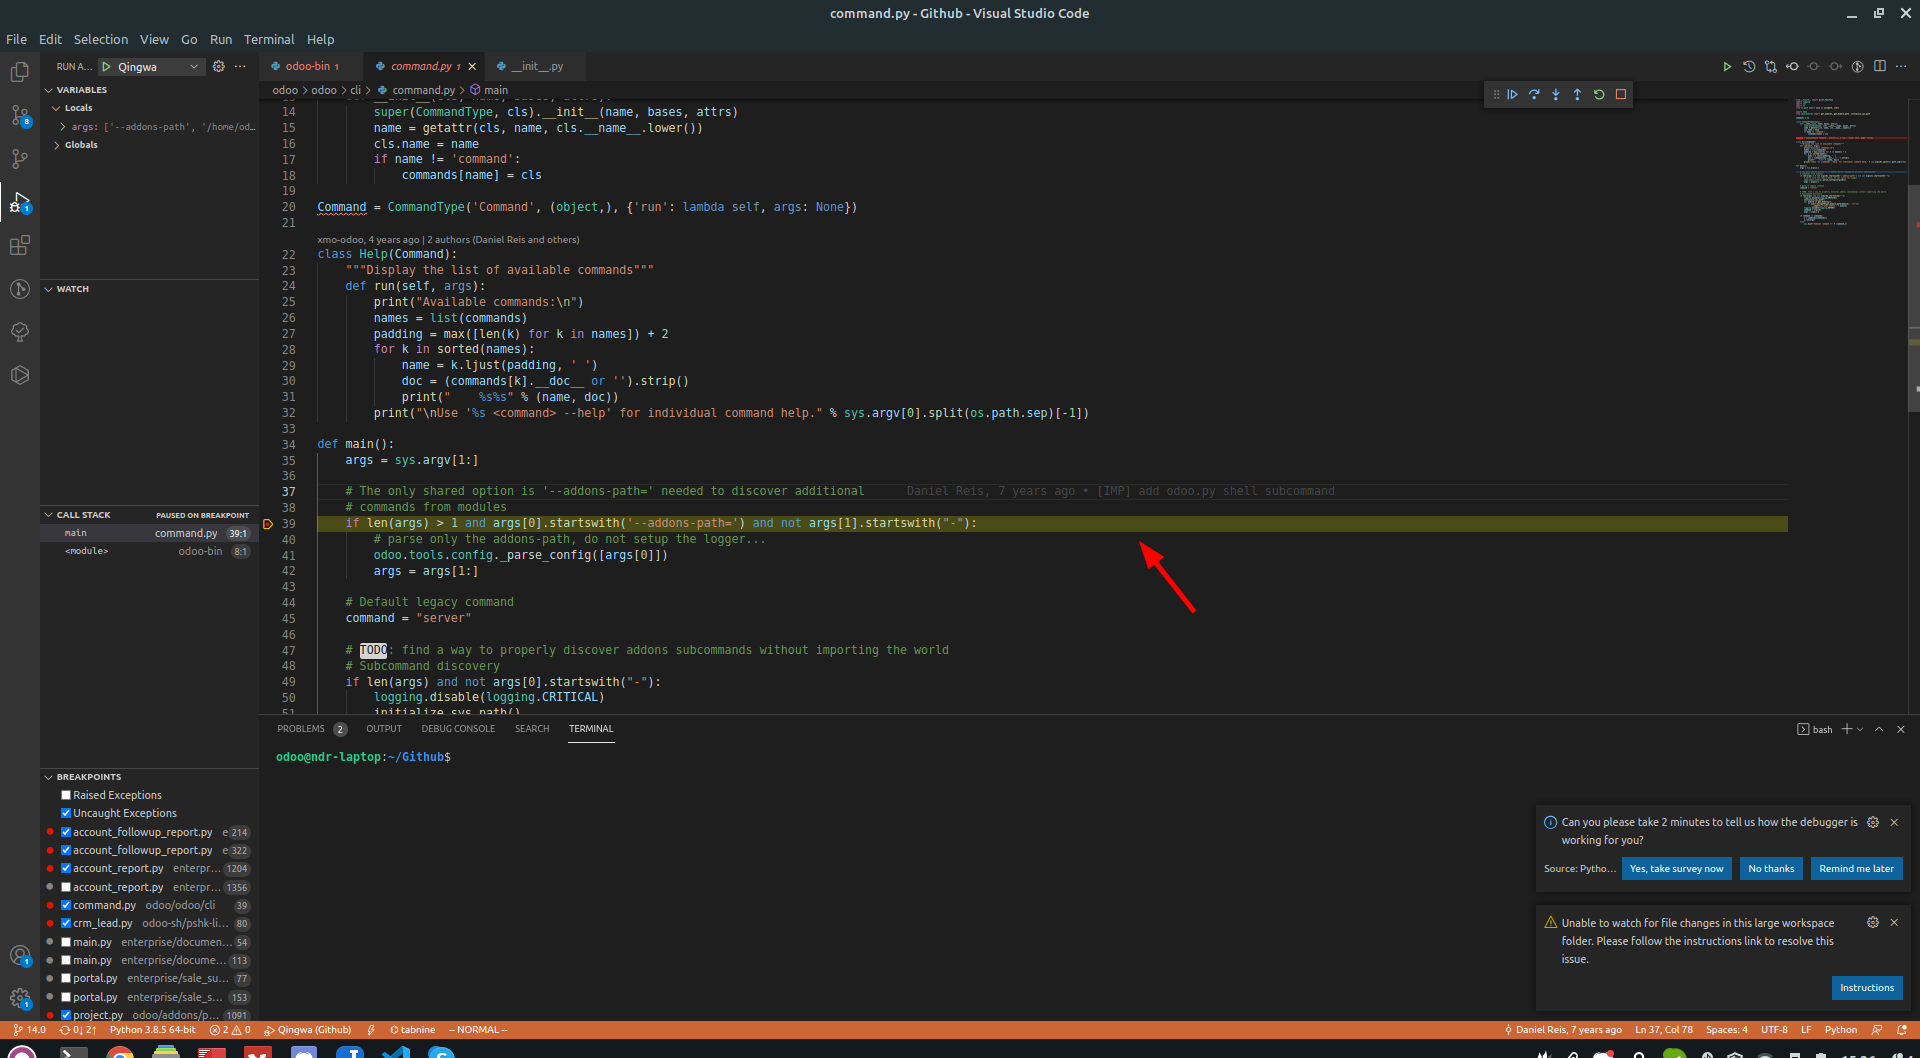 command.py - Github - Visual Studio Code
File Edit Selection View Go Run Terminal Help
RUN A... Qingwa
odoo-bin 1 command.py 1 __init__.py
odoo > odoo > cli > command.py > main
VARIABLES
Locals
args: ['--addons-path', '/home/od...
Globals
WATCH
CALL STACK PAUSED ON BREAKPOINT
main command.py 39:1
<module> odoo-bin 8:1
BREAKPOINTS
Raised Exceptions
Uncaught Exceptions
account_followup_report.py e 214
account_followup_report.py e 322
account_report.py enterpr... 1204
account_report.py enterpr... 1356
command.py odoo/odoo/cli 39
crm_lead.py odoo-sh/pshk-li... 80
main.py enterprise/documen... 54
main.py enterprise/docume... 113
portal.py enterprise/sale_su... 77
portal.py enterprise/sale_s... 153
project.py odoo/addons/p... 1091
14 super(CommandType, cls).__init__(name, bases, attrs)
15 name = getattr(cls, name, cls.__name__.lower())
16 cls.name = name
17 if name != 'command':
18 commands[name] = cls
19
20 Command = CommandType('Command', (object,), {'run': lambda self, args: None})
21
xmo-odoo, 4 years ago | 2 authors (Daniel Reis and others)
22 class Help(Command):
23 """Display the list of available commands"""
24 def run(self, args):
25 print("Available commands:\n")
26 names = list(commands)
27 padding = max([len(k) for k in names]) + 2
28 for k in sorted(names):
29 name = k.ljust(padding, ' ')
30 doc = (commands[k].__doc__ or '').strip()
31 print("    %s%s" % (name, doc))
32 print("\nUse '%s <command> --help' for individual command help." % sys.argv[0].split(os.path.sep)[-1])
33
34 def main():
35 args = sys.argv[1:]
36
37 # The only shared option is '--addons-path=' needed to discover additional Daniel Reis, 7 years ago • [IMP] add odoo.py shell subcommand
38 # commands from modules
39 if len(args) > 1 and args[0].startswith('--addons-path=') and not args[1].startswith("-"):
40 # parse only the addons-path, do not setup the logger...
41 odoo.tools.config._parse_config([args[0]])
42 args = args[1:]
43
44 # Default legacy command
45 command = "server"
46
47 # TODO: find a way to properly discover addons subcommands without importing the world
48 # Subcommand discovery
49 if len(args) and not args[0].startswith("-"):
50 logging.disable(logging.CRITICAL)
51 initialize_sys_path()
PROBLEMS 2 OUTPUT DEBUG CONSOLE SEARCH TERMINAL
bash
odoo@ndr-laptop:~/Github$
Can you please take 2 minutes to tell us how the debugger is
working for you?
Source: Pytho... Yes, take survey now No thanks Remind me later
Unable to watch for file changes in this large workspace
folder. Please follow the instructions link to resolve this
issue.
Instructions
14.0 0↓ 2↑ Python 3.8.5 64-bit 2 0 Qingwa (Github) tabnine -- NORMAL --
Daniel Reis, 7 years ago Ln 37, Col 78 Spaces: 4 UTF-8 LF Python